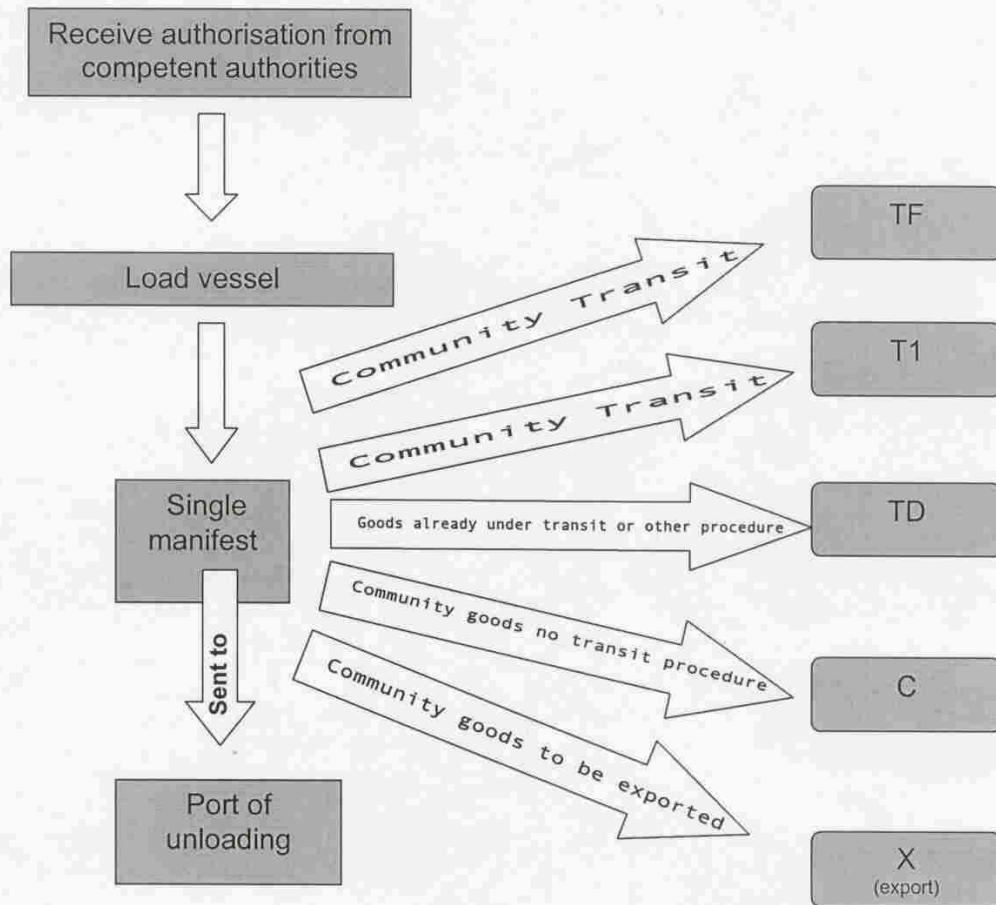 Receive authorisation from
competent authorities
Load vessel
Single
manifest
Sent to
Port of
unloading
Community Transit
TF
Community Transit
T1
Goods already under transit or other procedure
TD
Community goods no transit procedure
C
Community goods to be exported
X
(export)